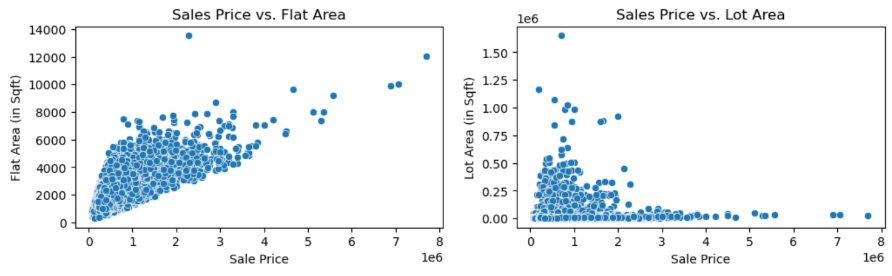 Sales Price vs. Flat Area
14000
12000
10000
8000
6000
4000
2000
0
Flat Area (in Sqft)
0 1 2 3 4 5 6 7 8
1e6
Sale Price
Sales Price vs. Lot Area
1e6
1.50
1.25
1.00
0.75
0.50
0.25
0.00
Lot Area (in Sqft)
0 1 2 3 4 5 6 7 8
1e6
Sale Price